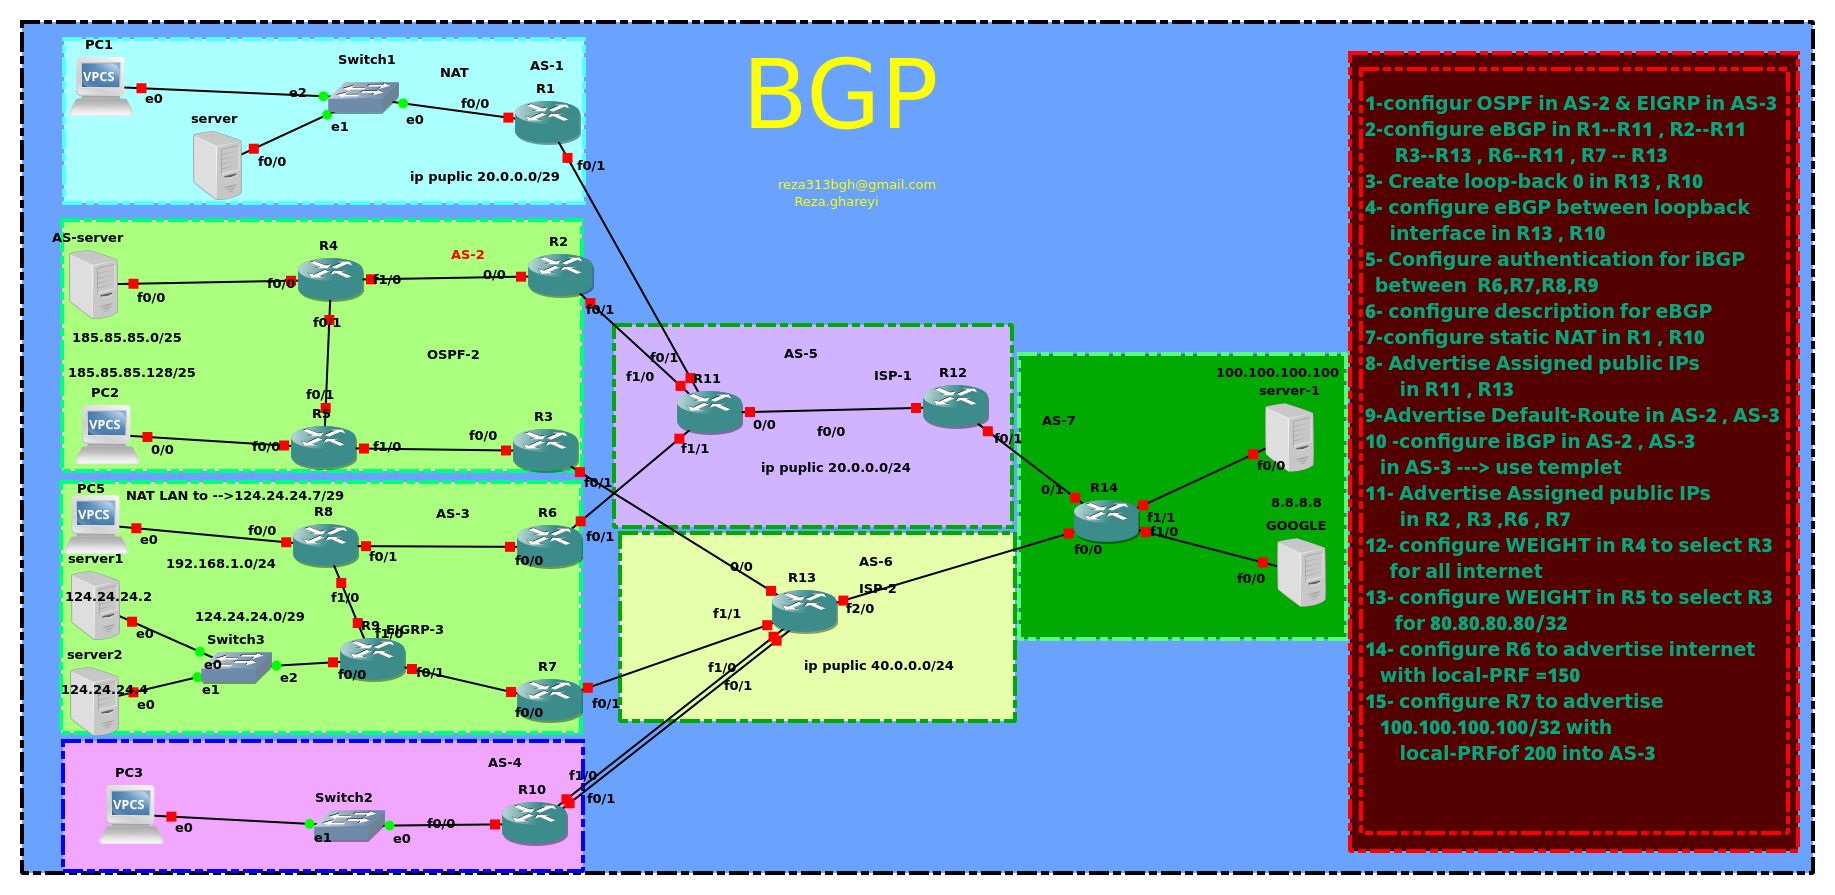 BGP
reza313bgh@gmail.com
Reza.ghareyi
PC1
VPCS
e0
e2
Switch1
NAT
AS-1
R1
f0/0
e0
e1
server
f0/0
f0/1
ip puplic 20.0.0.0/29
AS-server
f0/0
R4
f0/0
f1/0
f0/1
AS-2
R2
0/0
f0/1
185.85.85.0/25
OSPF-2
185.85.85.128/25
PC2
VPCS
0/0
f0/1
R5
f0/0
f1/0
R3
f0/0
f0/1
PC5
NAT LAN to -->124.24.24.7/29
VPCS
e0
R8
f0/0
f0/1
f1/0
AS-3
R6
f0/0
f0/1
server1
192.168.1.0/24
124.24.24.2
e0
124.24.24.0/29
Switch3
e0
e1
e2
R9
f1/0
EIGRP-3
f0/0
f0/1
server2
124.24.24.4
e0
R7
f0/0
f0/1
AS-4
PC3
VPCS
e0
Switch2
e1
e0
f0/0
R10
f1/0
f0/1
AS-5
f0/1
f1/0
R11
0/0
f1/1
ISP-1
R12
f0/0
f0/1
ip puplic 20.0.0.0/24
AS-6
ISP-2
0/0
R13
f2/0
f1/1
f1/0
f0/1
ip puplic 40.0.0.0/24
AS-7
100.100.100.100
server-1
f0/0
R14
0/1
f1/1
f1/0
f0/0
8.8.8.8
GOOGLE
f0/0
1-configur OSPF in AS-2 & EIGRP in AS-3
2-configure eBGP in R1--R11 , R2--R11
R3--R13 , R6--R11 , R7 -- R13
3- Create loop-back 0 in R13 , R10
4- configure eBGP between loopback
interface in R13 , R10
5- Configure authentication for iBGP
between  R6,R7,R8,R9
6- configure description for eBGP
7-configure static NAT in R1 , R10
8- Advertise Assigned public IPs
in R11 , R13
9-Advertise Default-Route in AS-2 , AS-3
10 -configure iBGP in AS-2 , AS-3
in AS-3 ---> use templet
11- Advertise Assigned public IPs
in R2 , R3 ,R6 , R7
12- configure WEIGHT in R4 to select R3
for all internet
13- configure WEIGHT in R5 to select R3
for 80.80.80.80/32
14- configure R6 to advertise internet
with local-PRF =150
15- configure R7 to advertise
100.100.100.100/32 with
local-PRFof 200 into AS-3